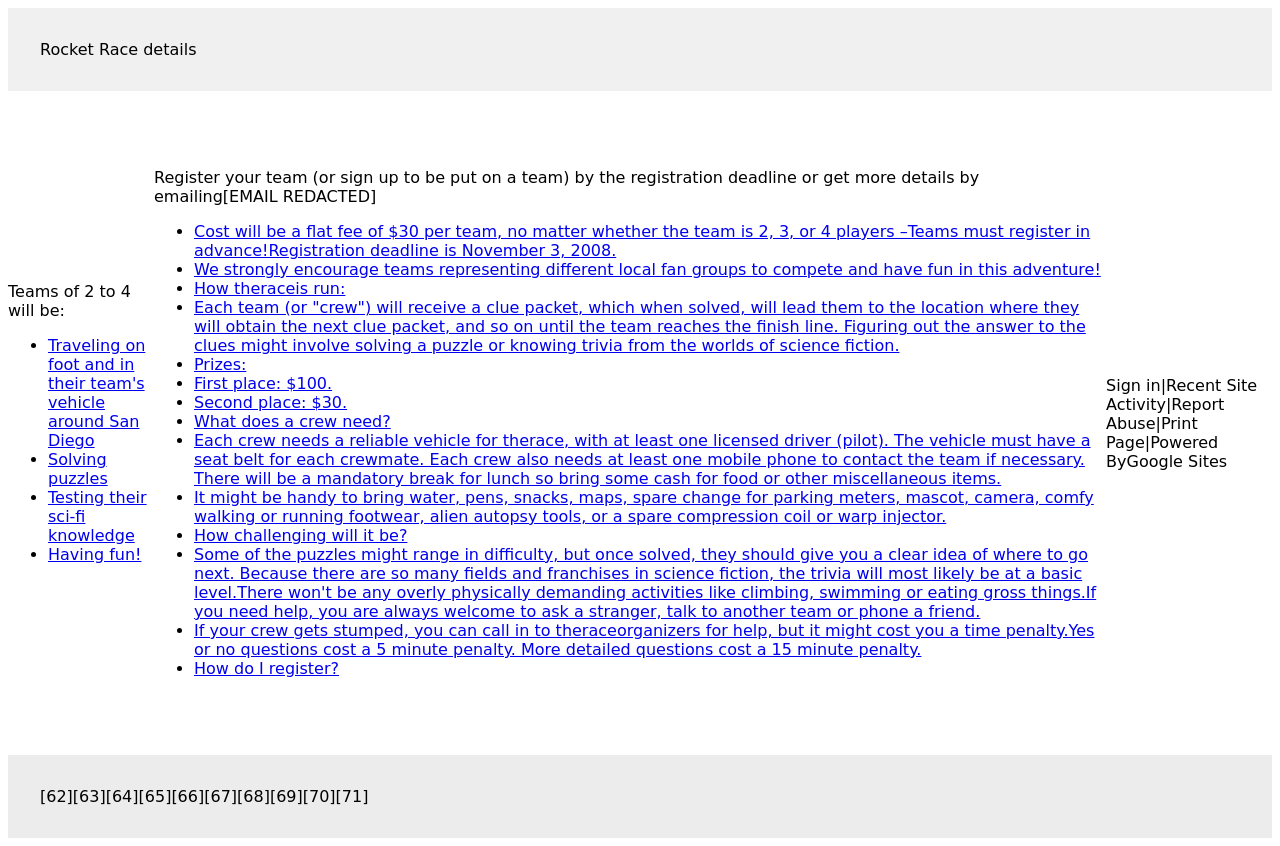 Rocket Race details
Teams of 2 to 4
will be:
Traveling on
foot and in
their team's
vehicle
around San
Diego
Solving
puzzles
Testing their
sci-fi
knowledge
Having fun!
Register your team (or sign up to be put on a team) by the registration deadline or get more details by
emailing[EMAIL REDACTED]
Cost will be a flat fee of $30 per team, no matter whether the team is 2, 3, or 4 players –Teams must register in
advance!Registration deadline is November 3, 2008.
We strongly encourage teams representing different local fan groups to compete and have fun in this adventure!
How theraceis run:
Each team (or "crew") will receive a clue packet, which when solved, will lead them to the location where they
will obtain the next clue packet, and so on until the team reaches the finish line. Figuring out the answer to the
clues might involve solving a puzzle or knowing trivia from the worlds of science fiction.
Prizes:
First place: $100.
Second place: $30.
What does a crew need?
Each crew needs a reliable vehicle for therace, with at least one licensed driver (pilot). The vehicle must have a
seat belt for each crewmate. Each crew also needs at least one mobile phone to contact the team if necessary.
There will be a mandatory break for lunch so bring some cash for food or other miscellaneous items.
It might be handy to bring water, pens, snacks, maps, spare change for parking meters, mascot, camera, comfy
walking or running footwear, alien autopsy tools, or a spare compression coil or warp injector.
How challenging will it be?
Some of the puzzles might range in difficulty, but once solved, they should give you a clear idea of where to go
next. Because there are so many fields and franchises in science fiction, the trivia will most likely be at a basic
level.There won't be any overly physically demanding activities like climbing, swimming or eating gross things.If
you need help, you are always welcome to ask a stranger, talk to another team or phone a friend.
If your crew gets stumped, you can call in to theraceorganizers for help, but it might cost you a time penalty.Yes
or no questions cost a 5 minute penalty. More detailed questions cost a 15 minute penalty.
How do I register?
Sign in|Recent Site
Activity|Report
Abuse|Print
Page|Powered
ByGoogle Sites
[62][63][64][65][66][67][68][69][70][71]